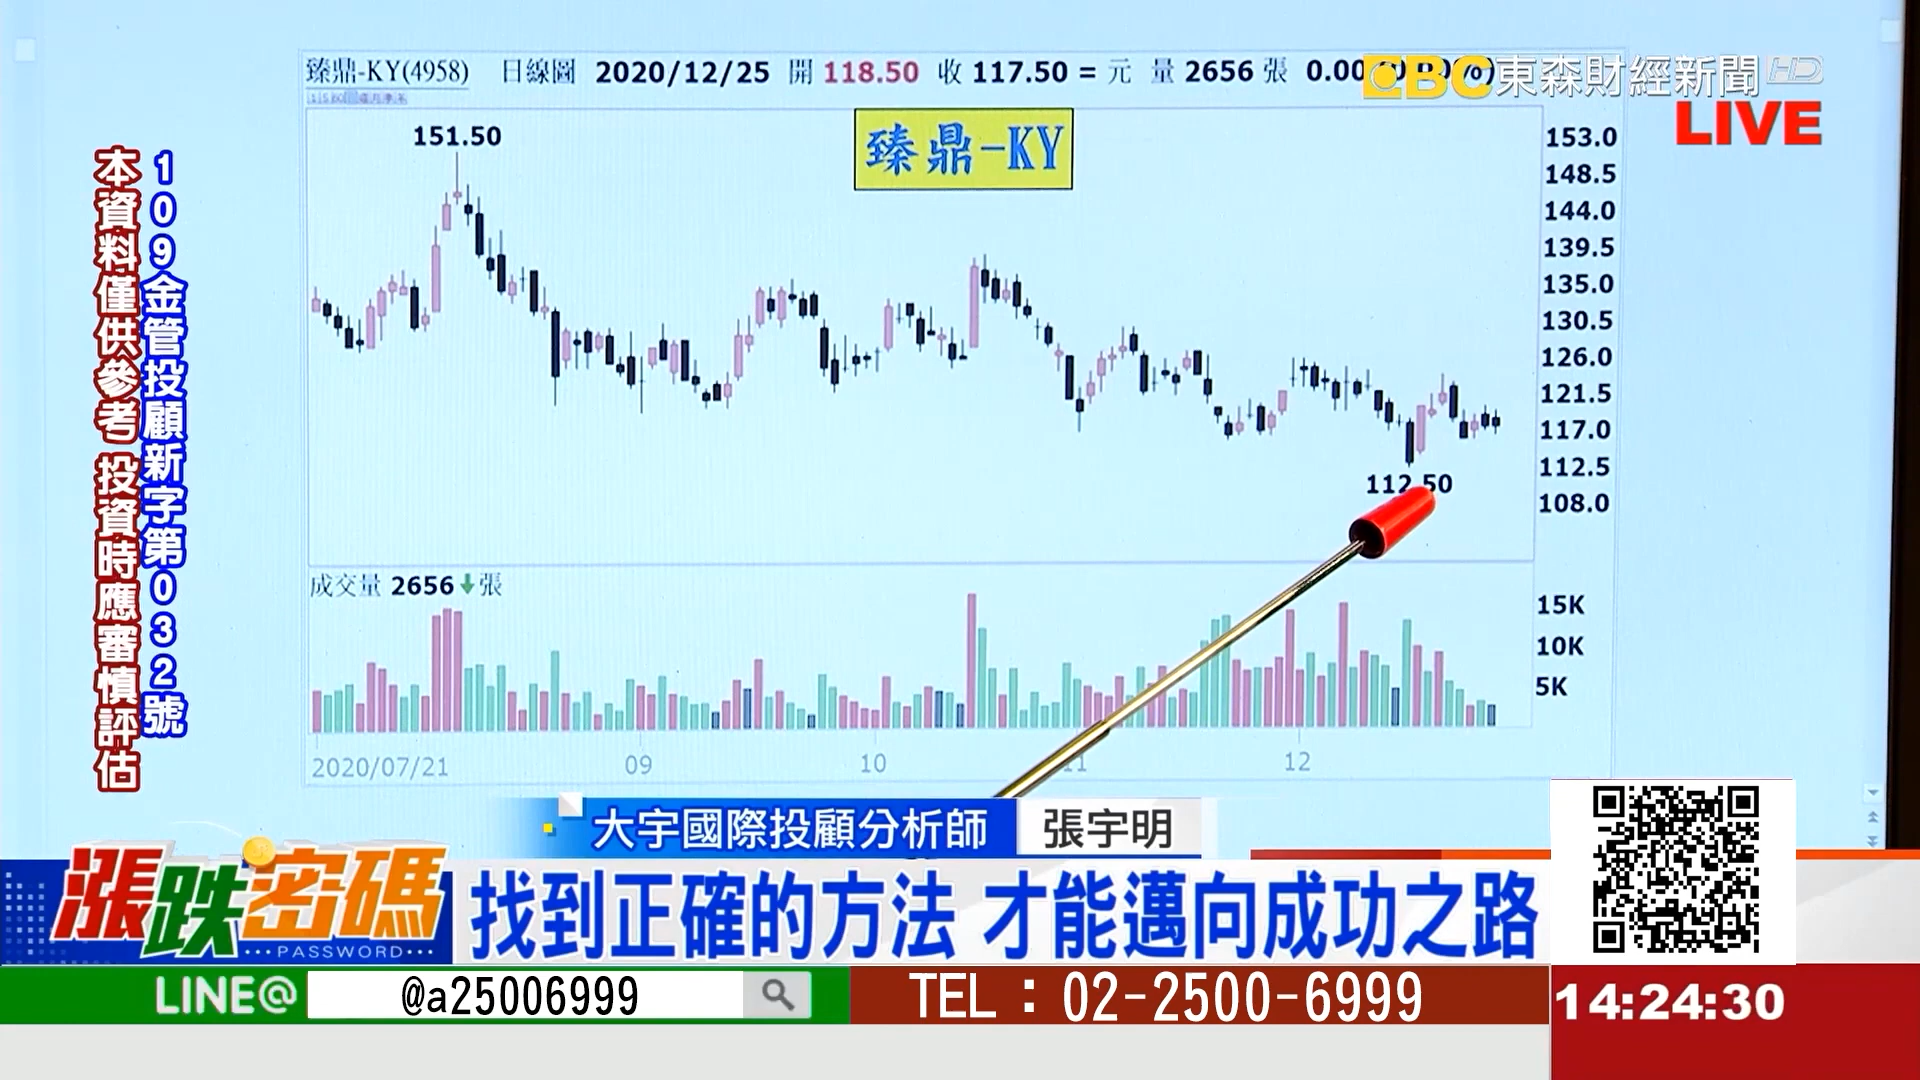 臻鼎-KY(4958) 日線圖 2020/12/25 開 118.50 收 117.50 = 元 量 2656 張 0.00
EBC 東森財經新聞 HD
LIVE
臻鼎-KY
151.50
153.0
148.5
144.0
139.5
135.0
130.5
126.0
121.5
117.0
112.5
108.0
112.50
成交量 2656↓張
15K
10K
5K
2020/07/21 09 10 11 12
109金管投顧新字第032號
本資料僅供參考 投資時應審慎評估
大宇國際投顧分析師 張宇明
漲跌密碼
PASSWORD
找到正確的方法 才能邁向成功之路
LINE@ @a25006999 TEL：02-2500-6999 14:24:30